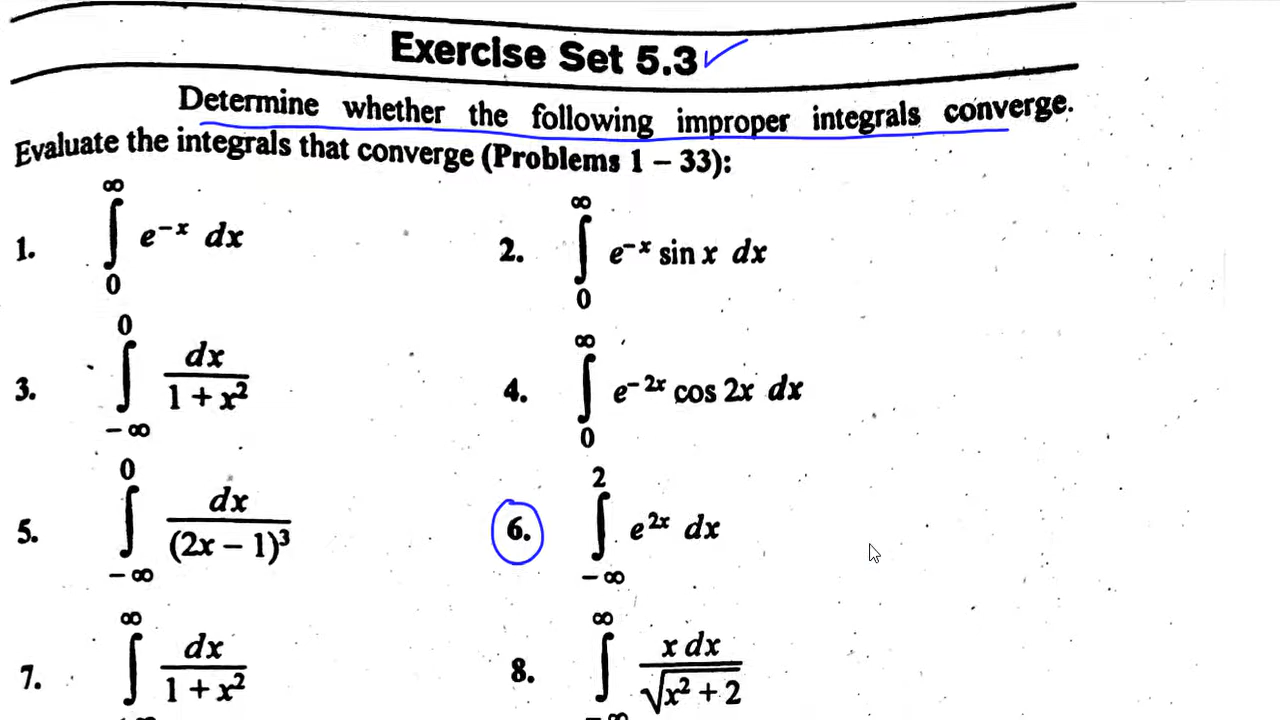 Exercise Set 5.3
Determine whether the following improper integrals converge.
Evaluate the integrals that converge (Problems 1 – 33):
1. ∫₀^∞ e^{-x} dx
2. ∫₀^∞ e^{-x} sin x dx
3. ∫_{-∞}^0 dx / (1 + x²)
4. ∫₀^∞ e^{-2x} cos 2x dx
5. ∫_{-∞}^0 dx / (2x – 1)³
6. ∫_{-∞}^2 e^{2x} dx
7. ∫^∞ dx / (1 + x²)
8. ∫_{-∞}^∞ x dx / √(x² + 2)